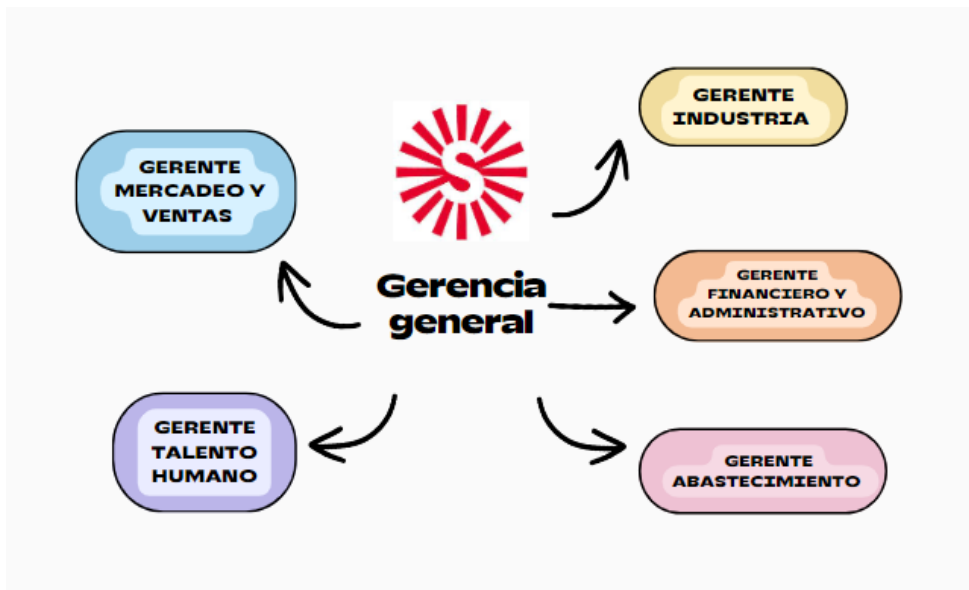 GERENTE
MERCADEO Y
VENTAS
S
Gerencia
general
GERENTE
INDUSTRIA
GERENTE
FINANCIERO Y
ADMINISTRATIVO
GERENTE
TALENTO
HUMANO
GERENTE
ABASTECIMIENTO